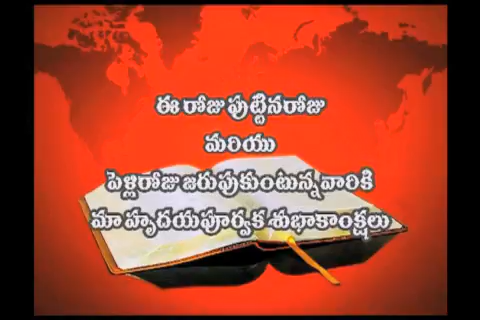 ఈ రోజు పుట్టినరోజు
మరియు
పెళ్లిరోజు జరుపుకుంటున్నవారికి
మా హృదయపూర్వక శుభాకాంక్షలు